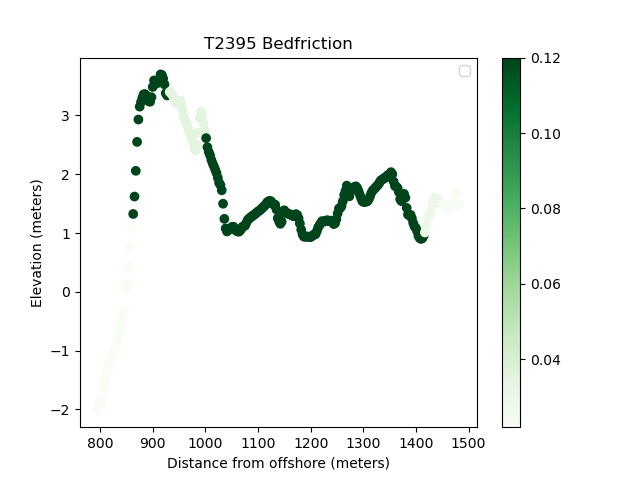 T2395 Bedfriction
Elevation (meters)
3
2
1
0
−1
−2
800 900 1000 1100 1200 1300 1400 1500
Distance from offshore (meters)
0.12
0.10
0.08
0.06
0.04